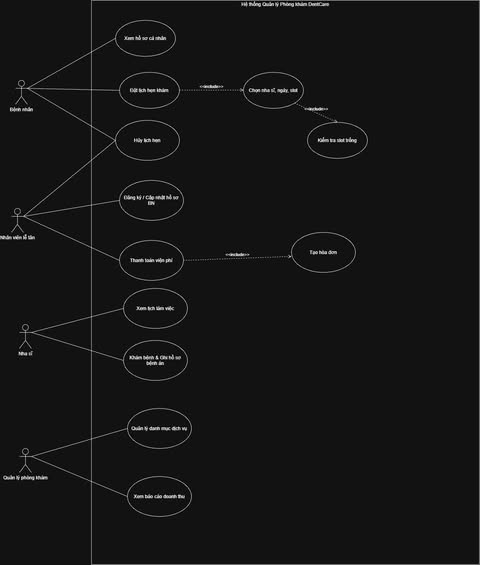 Hệ thống Quản lý Phòng khám DentCare
Xem hồ sơ cá nhân
Bệnh nhân
Đặt lịch hẹn khám
<<include>>
Chọn nha sĩ, ngày, slot
<<include>>
Hủy lịch hẹn
Kiểm tra slot trống
Đăng ký / Cập nhật hồ sơ
BN
Nhân viên lễ tân
Thanh toán viện phí
<<include>>
Tạo hóa đơn
Xem lịch làm việc
Nha sĩ
Khám bệnh & Ghi hồ sơ
bệnh án
Quản lý danh mục dịch vụ
Quản lý phòng khám
Xem báo cáo doanh thu